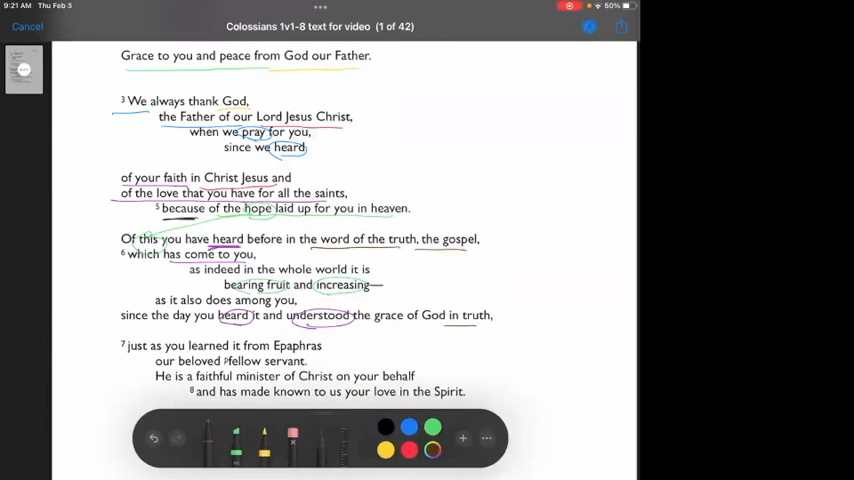 9:21 AM Thu Feb 3
50%
Cancel
Colossians 1v1-8 text for video (1 of 42)
Grace to you and peace from God our Father.
3 We always thank God,
the Father of our Lord Jesus Christ,
when we pray for you,
since we heard
of your faith in Christ Jesus and
of the love that you have for all the saints,
5 because of the hope laid up for you in heaven.
Of this you have heard before in the word of the truth, the gospel,
6 which has come to you,
as indeed in the whole world it is
bearing fruit and increasing—
as it also does among you,
since the day you heard it and understood the grace of God in truth,
7 just as you learned it from Epaphras
our beloved fellow servant.
He is a faithful minister of Christ on your behalf
8 and has made known to us your love in the Spirit.